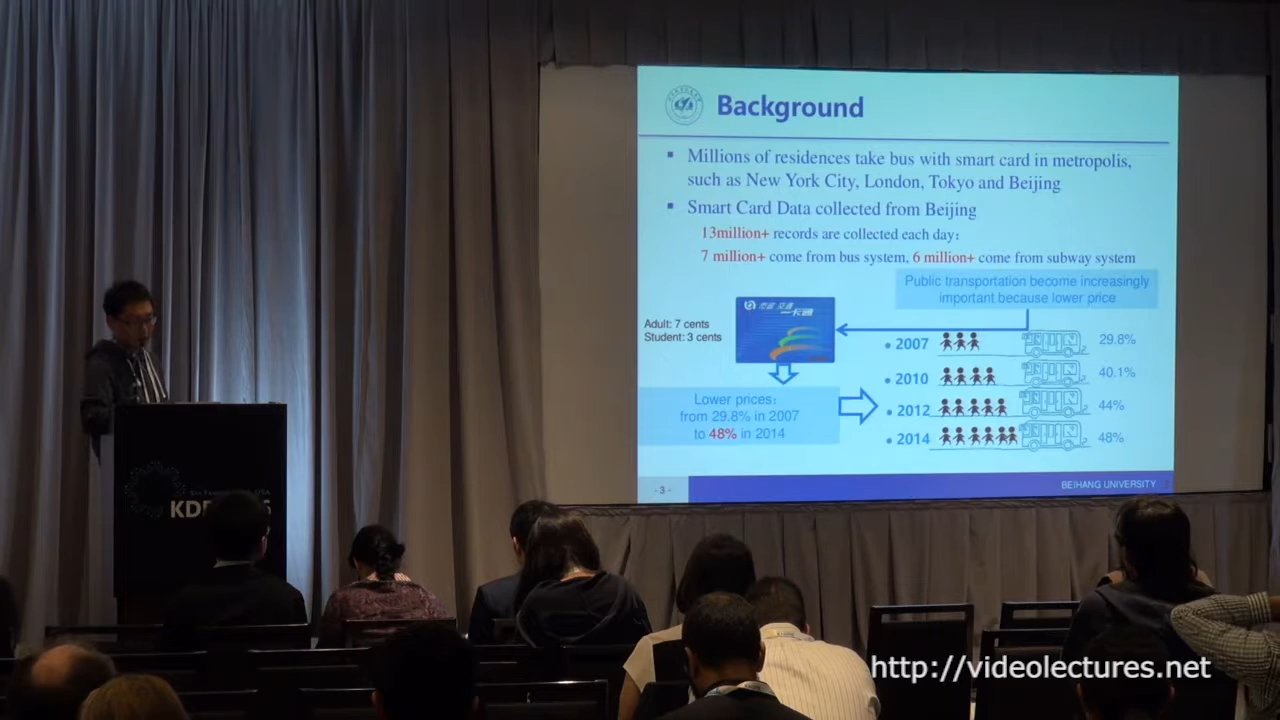 Background
▪ Millions of residences take bus with smart card in metropolis,
such as New York City, London, Tokyo and Beijing
▪ Smart Card Data collected from Beijing
13million+ records are collected each day:
7 million+ come from bus system, 6 million+ come from subway system
Public transportation become increasingly
important because lower price
Adult: 7 cents
Student: 3 cents
一卡通
• 2007
29.8%
• 2010
40.1%
• 2012
44%
• 2014
48%
Lower prices:
from 29.8% in 2007
to 48% in 2014
- 3 -
BEIHANG UNIVERSITY
KDD
http://videolectures.net